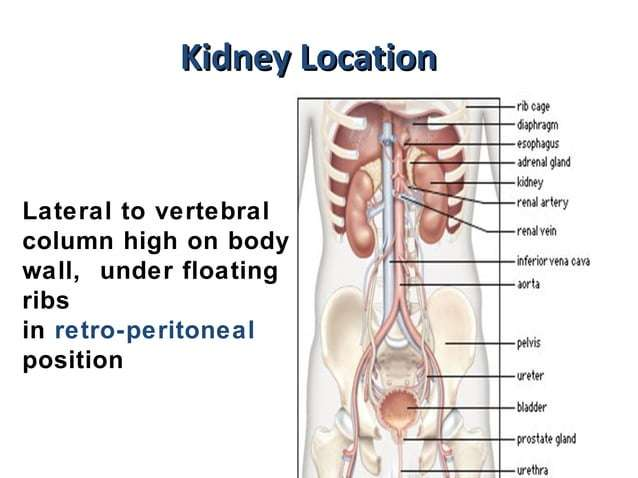 Kidney Location
Lateral to vertebral
column high on body
wall, under floating
ribs
in retro-peritoneal
position
rib cage
diaphragm
esophagus
adrenal gland
kidney
renal artery
renal vein
inferior vena cava
aorta
pelvis
ureter
bladder
prostate gland
urethra